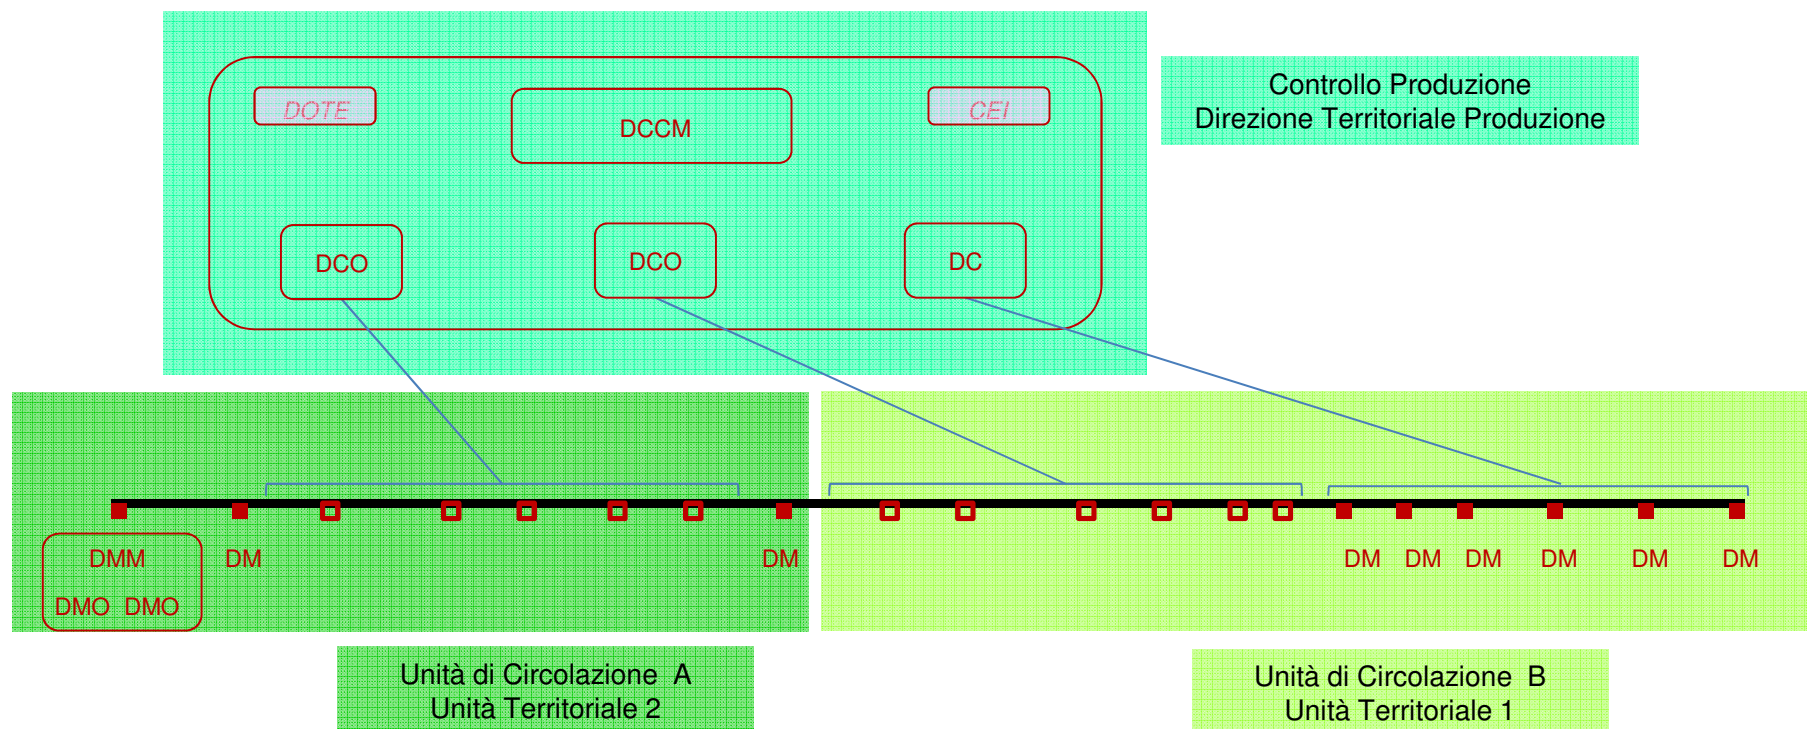 DOTE
DCCM
CEI
Controllo Produzione
Direzione Territoriale Produzione
DCO
DCO
DC
DMM
DM
DM
DM
DM
DM
DM
DM
DM
DMO DMO
Unità di Circolazione A
Unità Territoriale 2
Unità di Circolazione B
Unità Territoriale 1